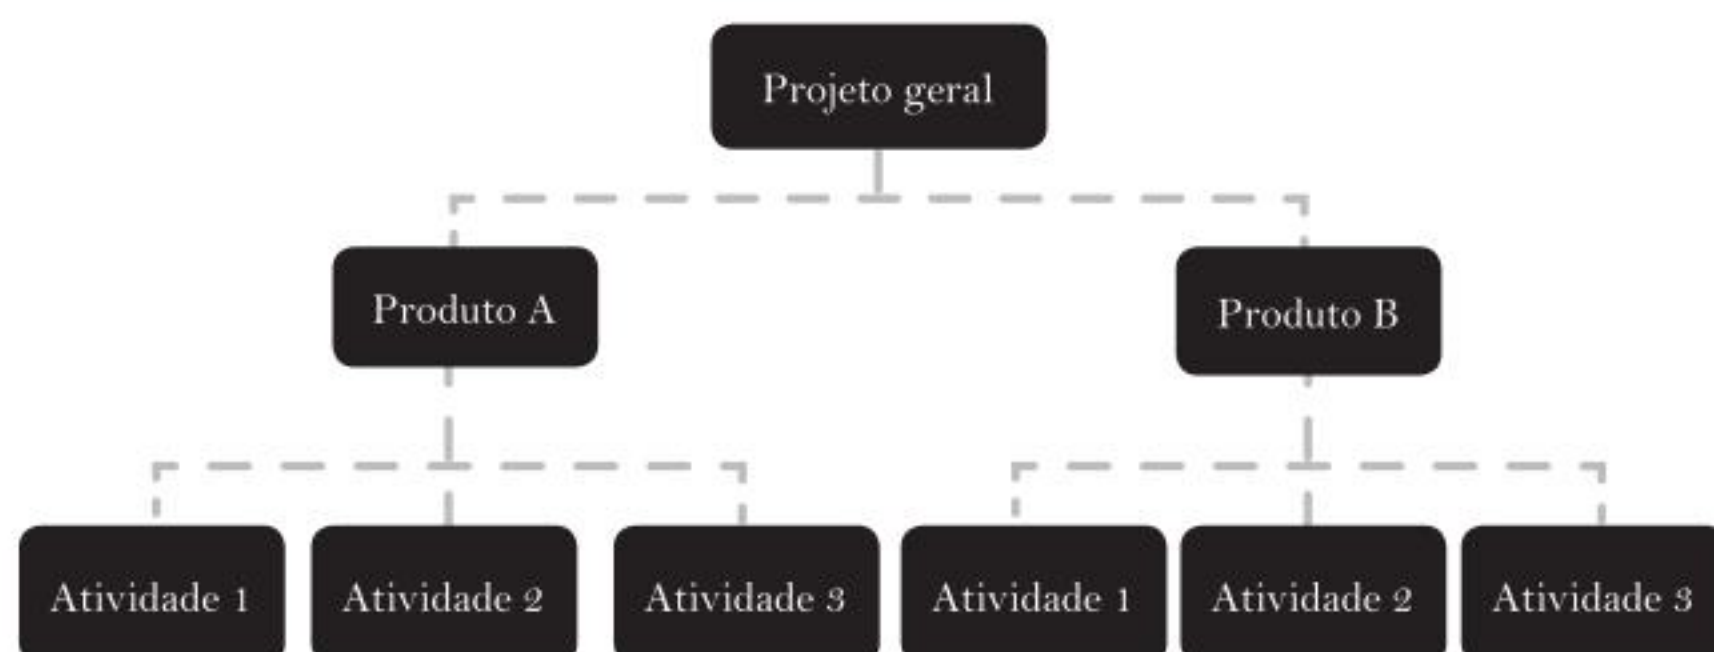 Projeto geral
Produto A
Produto B
Atividade 1
Atividade 2
Atividade 3
Atividade 1
Atividade 2
Atividade 3